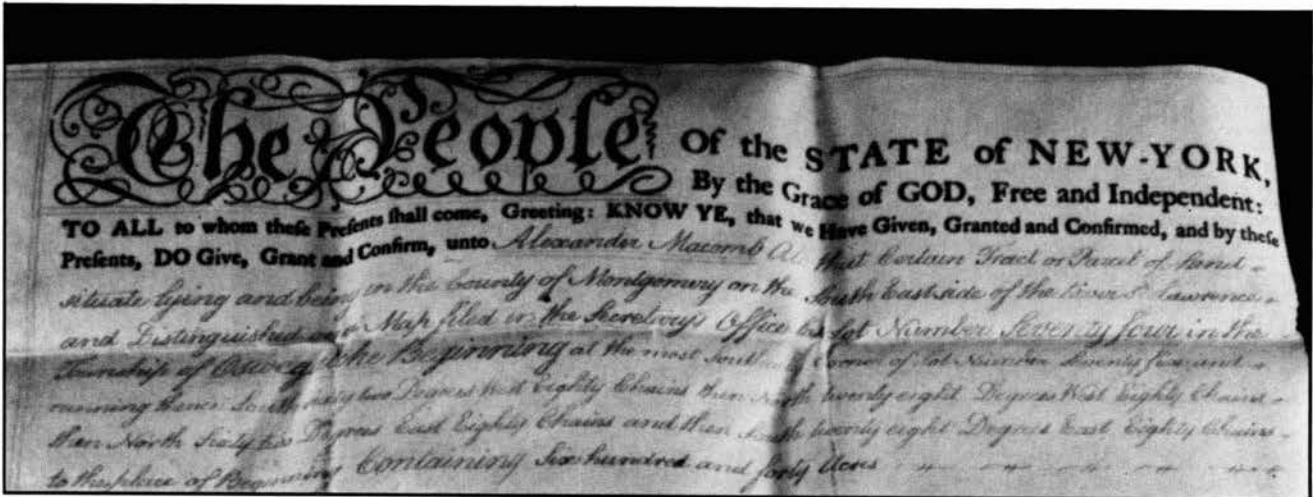 The People Of the STATE of NEW-YORK,
By the Grace of GOD, Free and Independent:
TO ALL to whom theſe Preſents ſhall come, Greeting: KNOW YE, that we Have Given, Granted and Confirmed, and by theſe
Preſents, DO Give, Grant and Confirm, unto Alexander Macomb All that Certain Tract or Parcel of Land
situate lying and being in the County of Montgomery on the South East side of the River St Lawrence
and Distinguished on a Map filed in the Secretary's Office as Lot Number Seventy four in the
Township of the Beginning at the most of Lot Number Seventy and
running thence South sixty two Degrees West Eighty Chains then North twenty eight Degrees West Eighty Chains
then North Sixty two Degrees East Eighty Chains and then South twenty eight Degrees East Eighty Chains
to the place of Beginning Containing Six hundred and forty Acres